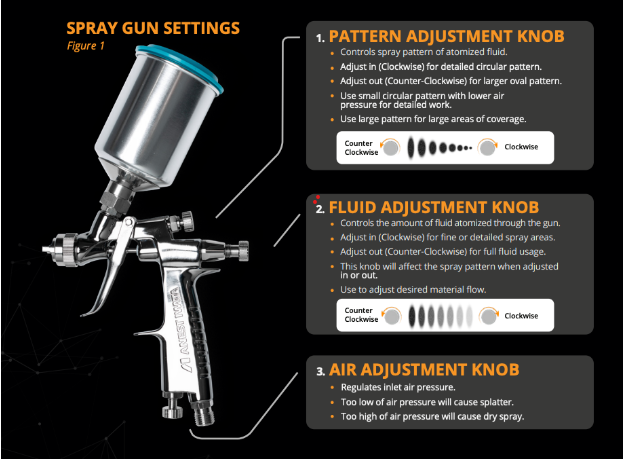 SPRAY GUN SETTINGS
Figure 1
1. PATTERN ADJUSTMENT KNOB
• Controls spray pattern of atomized fluid.
• Adjust in (Clockwise) for detailed circular pattern.
• Adjust out (Counter-Clockwise) for larger oval pattern.
• Use small circular pattern with lower air
pressure for detailed work.
• Use large pattern for large areas of coverage.
Counter
Clockwise
Clockwise
2. FLUID ADJUSTMENT KNOB
• Controls the amount of fluid atomized through the gun.
• Adjust in (Clockwise) for fine or detailed spray areas.
• Adjust out (Counter-Clockwise) for full fluid usage.
• This knob will affect the spray pattern when adjusted
in or out.
• Use to adjust desired material flow.
Counter
Clockwise
Clockwise
3. AIR ADJUSTMENT KNOB
• Regulates inlet air pressure.
• Too low of air pressure will cause splatter.
• Too high of air pressure will cause dry spray.
ANEST IWATA